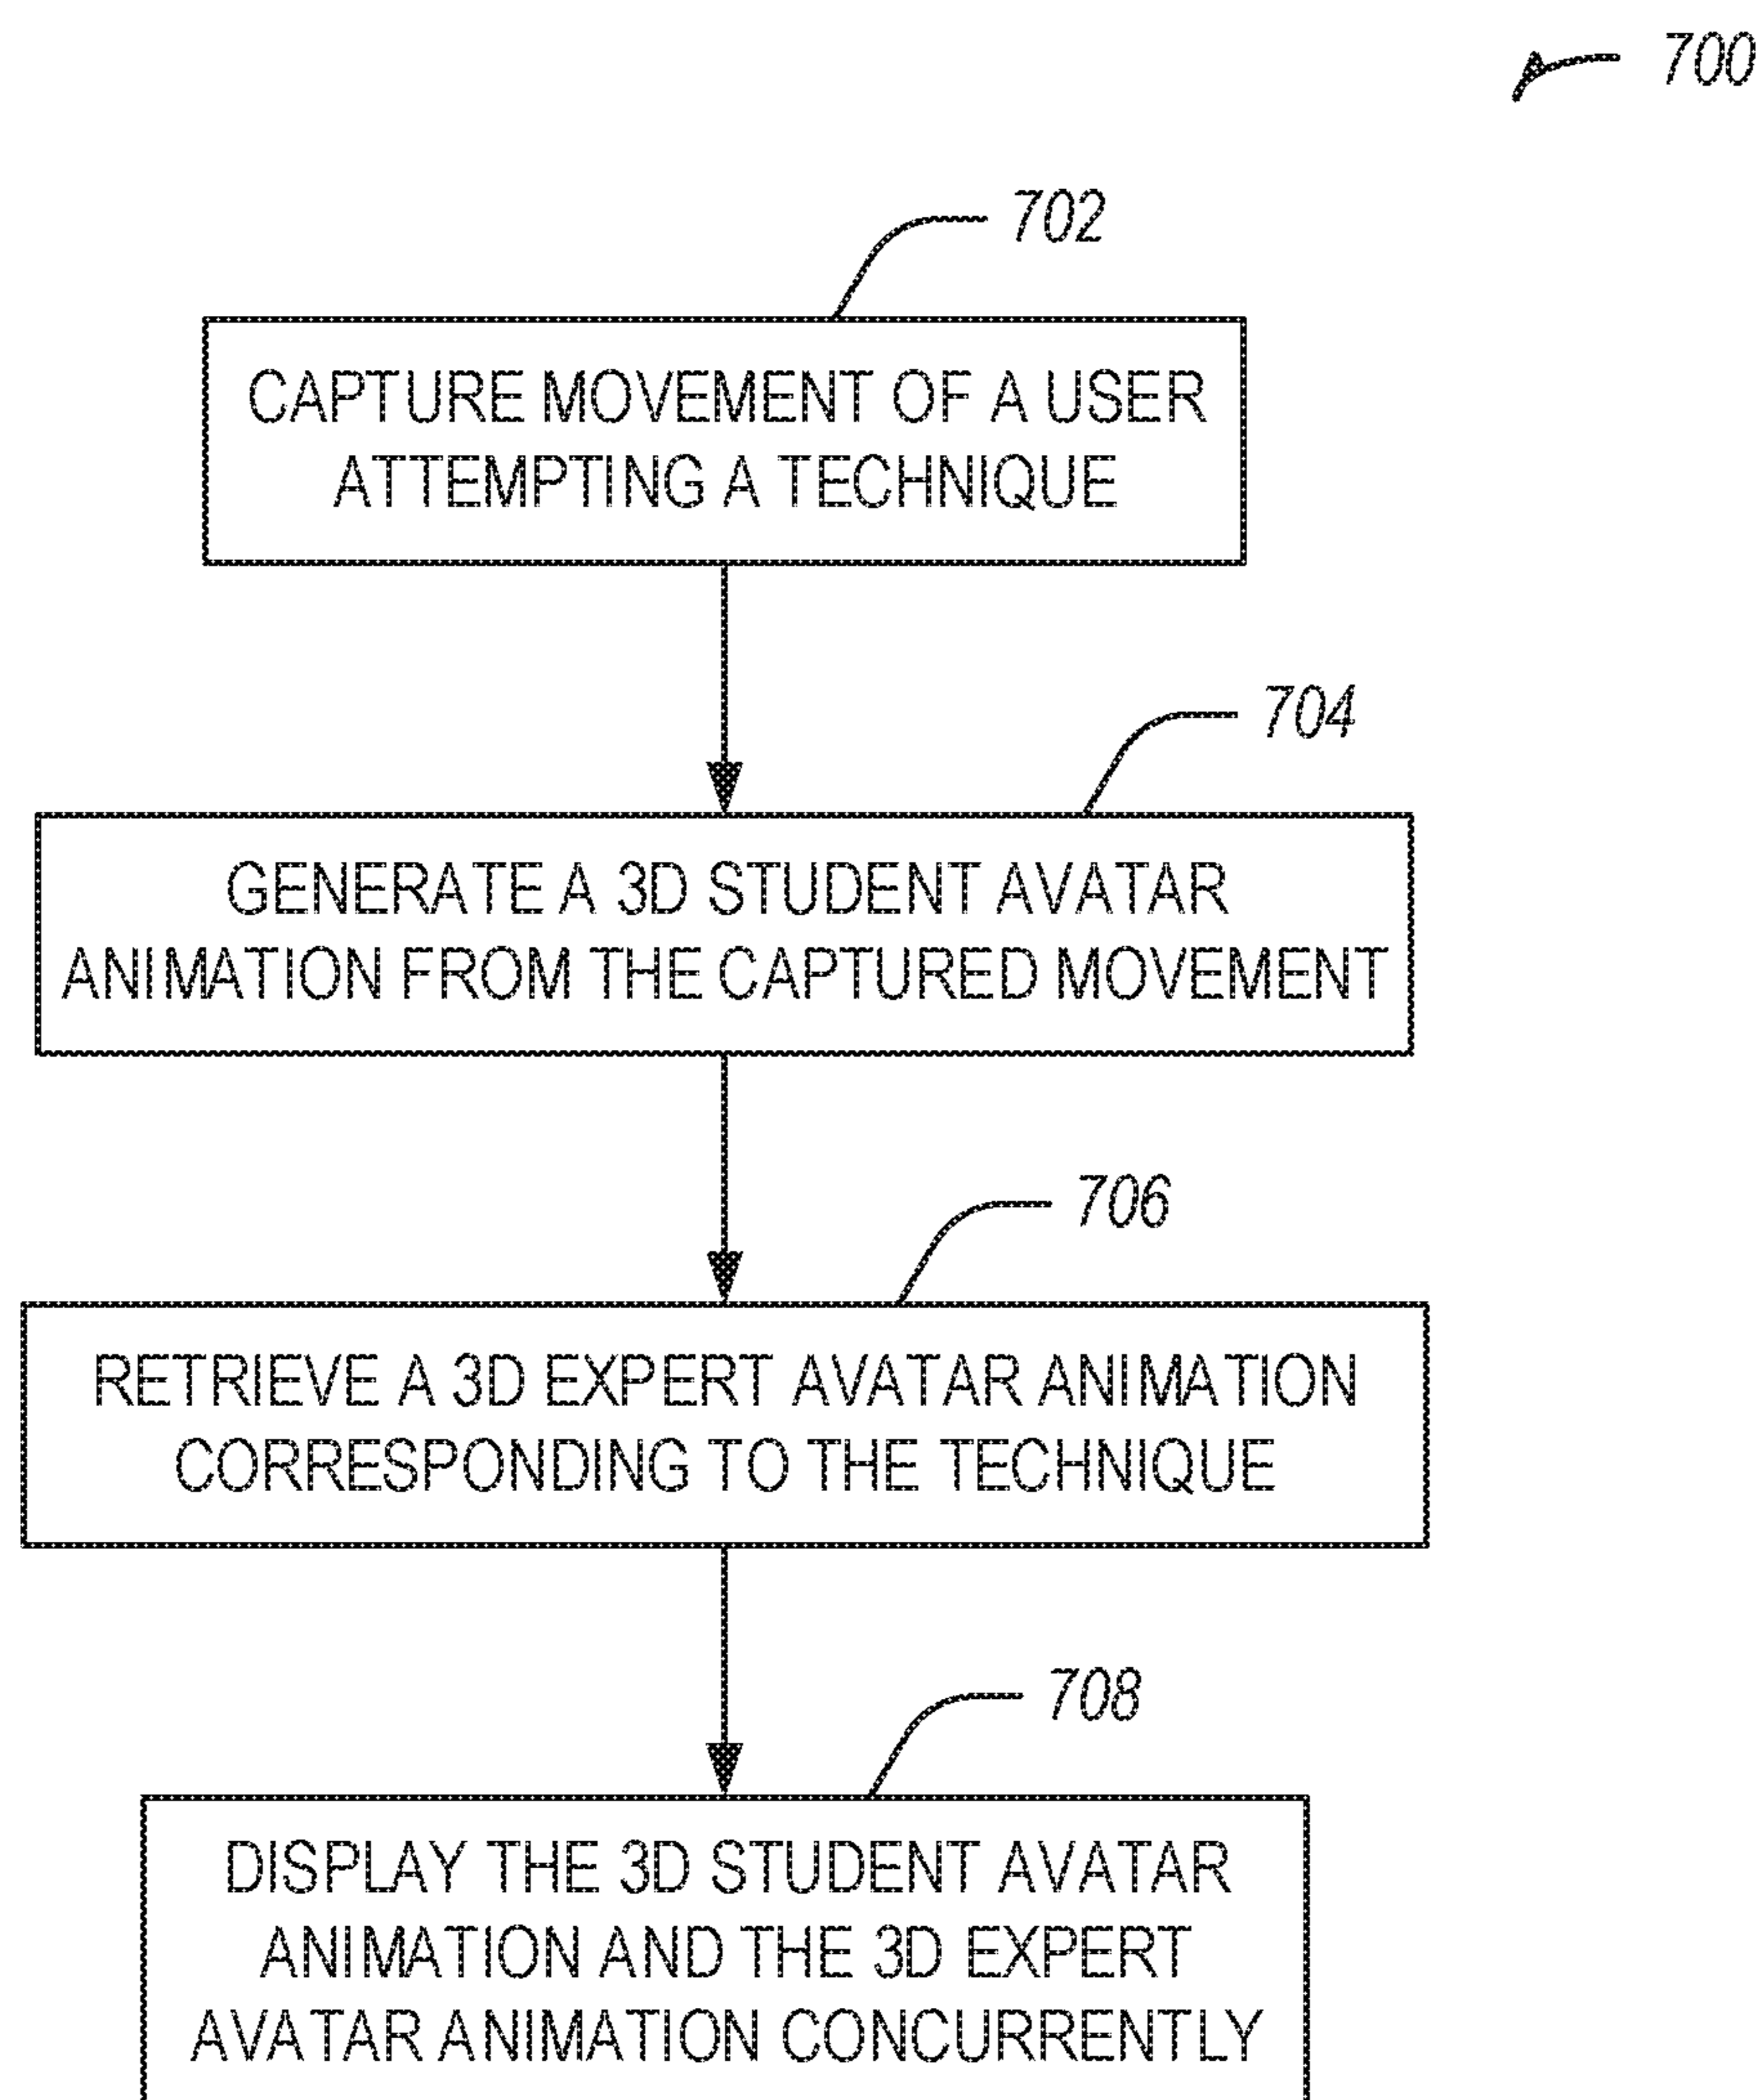 700
702
CAPTURE MOVEMENT OF A USER
ATTEMPTING A TECHNIQUE
704
GENERATE A 3D STUDENT AVATAR
ANIMATION FROM THE CAPTURED MOVEMENT
706
RETRIEVE A 3D EXPERT AVATAR ANIMATION
CORRESPONDING TO THE TECHNIQUE
708
DISPLAY THE 3D STUDENT AVATAR
ANIMATION AND THE 3D EXPERT
AVATAR ANIMATION CONCURRENTLY